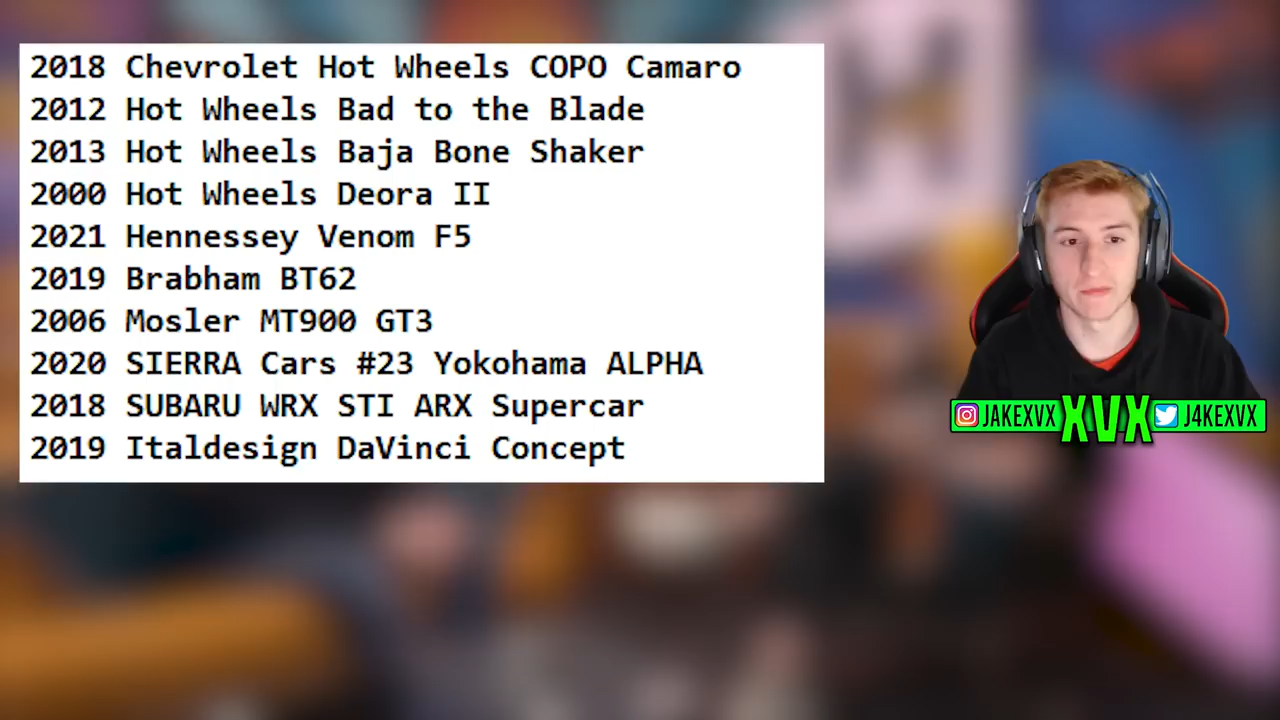 2018 Chevrolet Hot Wheels COPO Camaro
2012 Hot Wheels Bad to the Blade
2013 Hot Wheels Baja Bone Shaker
2000 Hot Wheels Deora II
2021 Hennessey Venom F5
2019 Brabham BT62
2006 Mosler MT900 GT3
2020 SIERRA Cars #23 Yokohama ALPHA
2018 SUBARU WRX STI ARX Supercar
2019 Italdesign DaVinci Concept
JAKEXVX XVX J4KEXVX